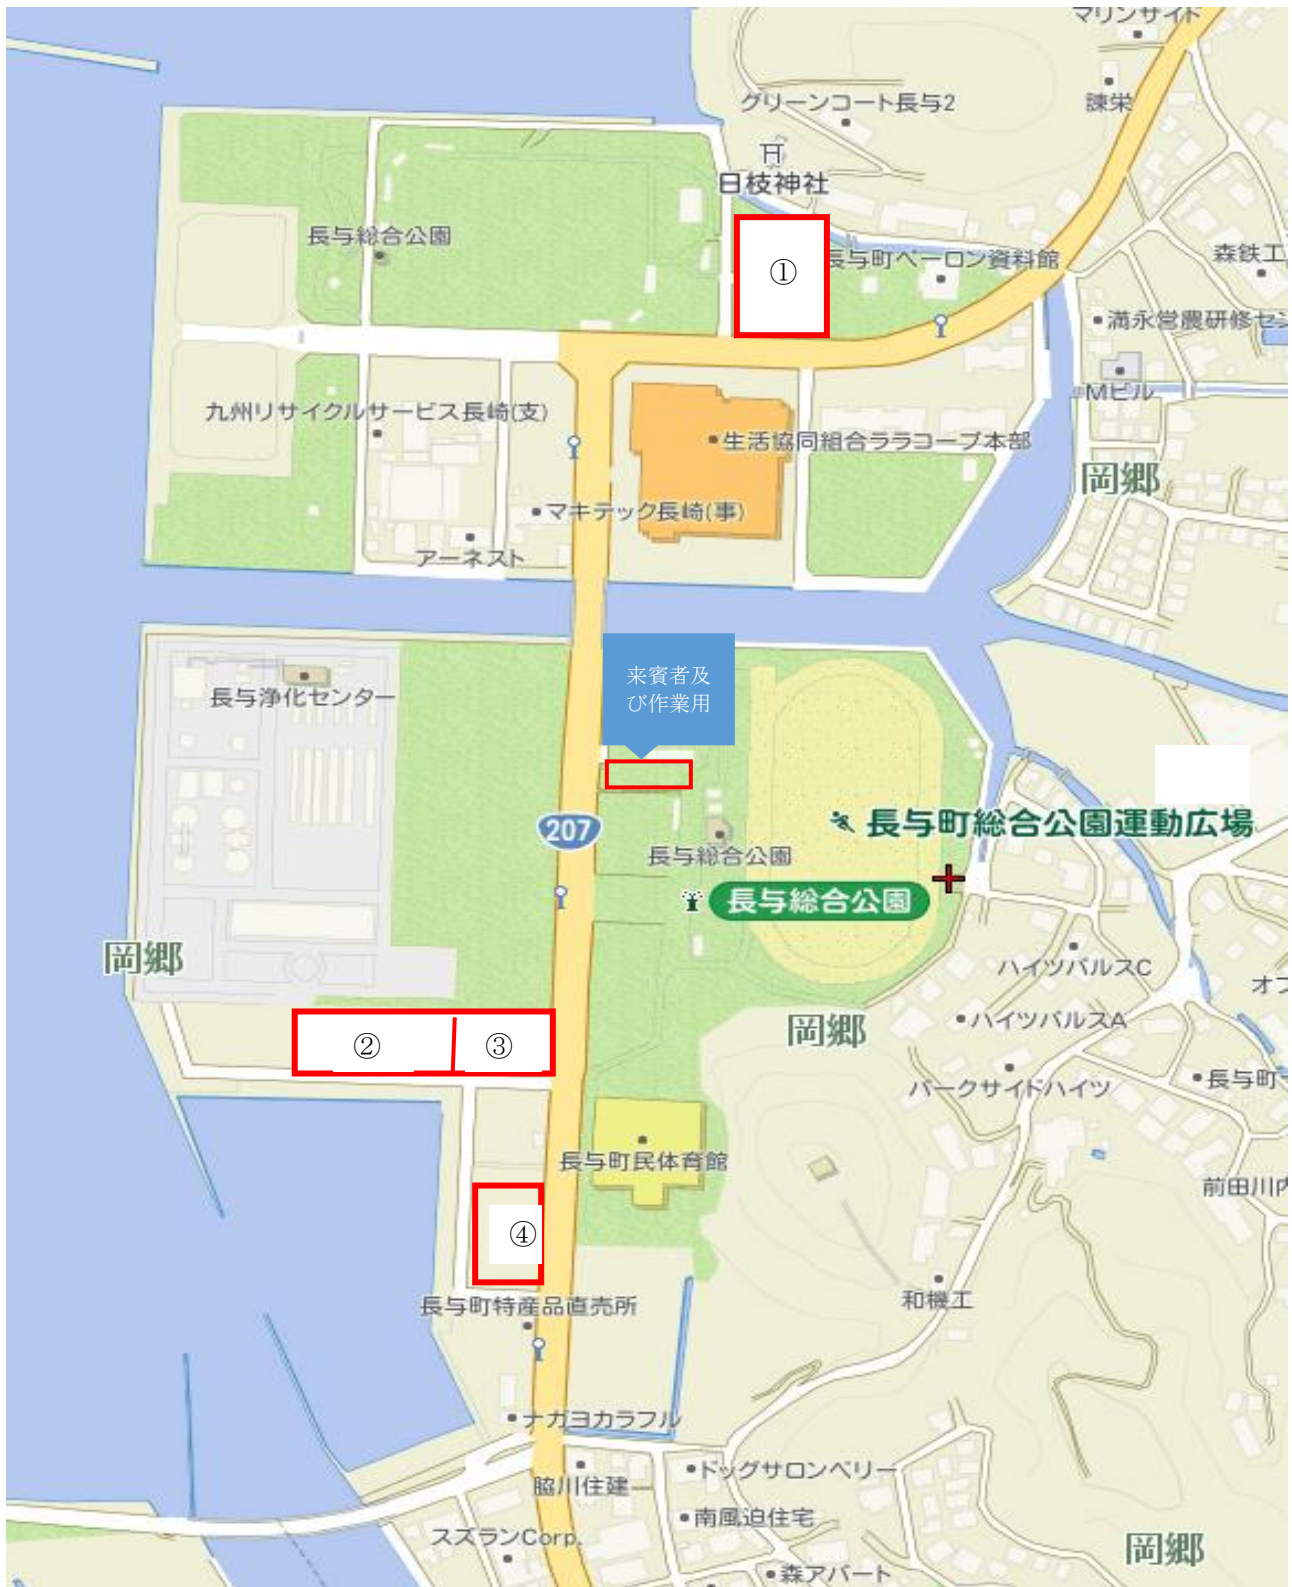 マリンサイド
グリーンコート長与2
諫栄
日枝神社
長与総合公園
①
長与町ペーロン資料館
森鉄工
満永営農研修セン
Mビル
九州リサイクルサービス長崎(支)
生活協同組合ララコープ本部
岡郷
マキテック長崎(事)
アーネスト
来賓者及
び作業用
長与浄化センター
207
長与町総合公園運動広場
長与総合公園
長与総合公園
岡郷
ハイツパルスC
オフ
岡郷
ハイツパルスA
②
③
パークサイドハイツ
長与町
長与町民体育館
前田川内
④
和機工
長与町特産品直売所
ナガヨカラフル
ドッグサロンベリー
脇川住建
南風迫住宅
スズランCorp.
岡郷
森アパート